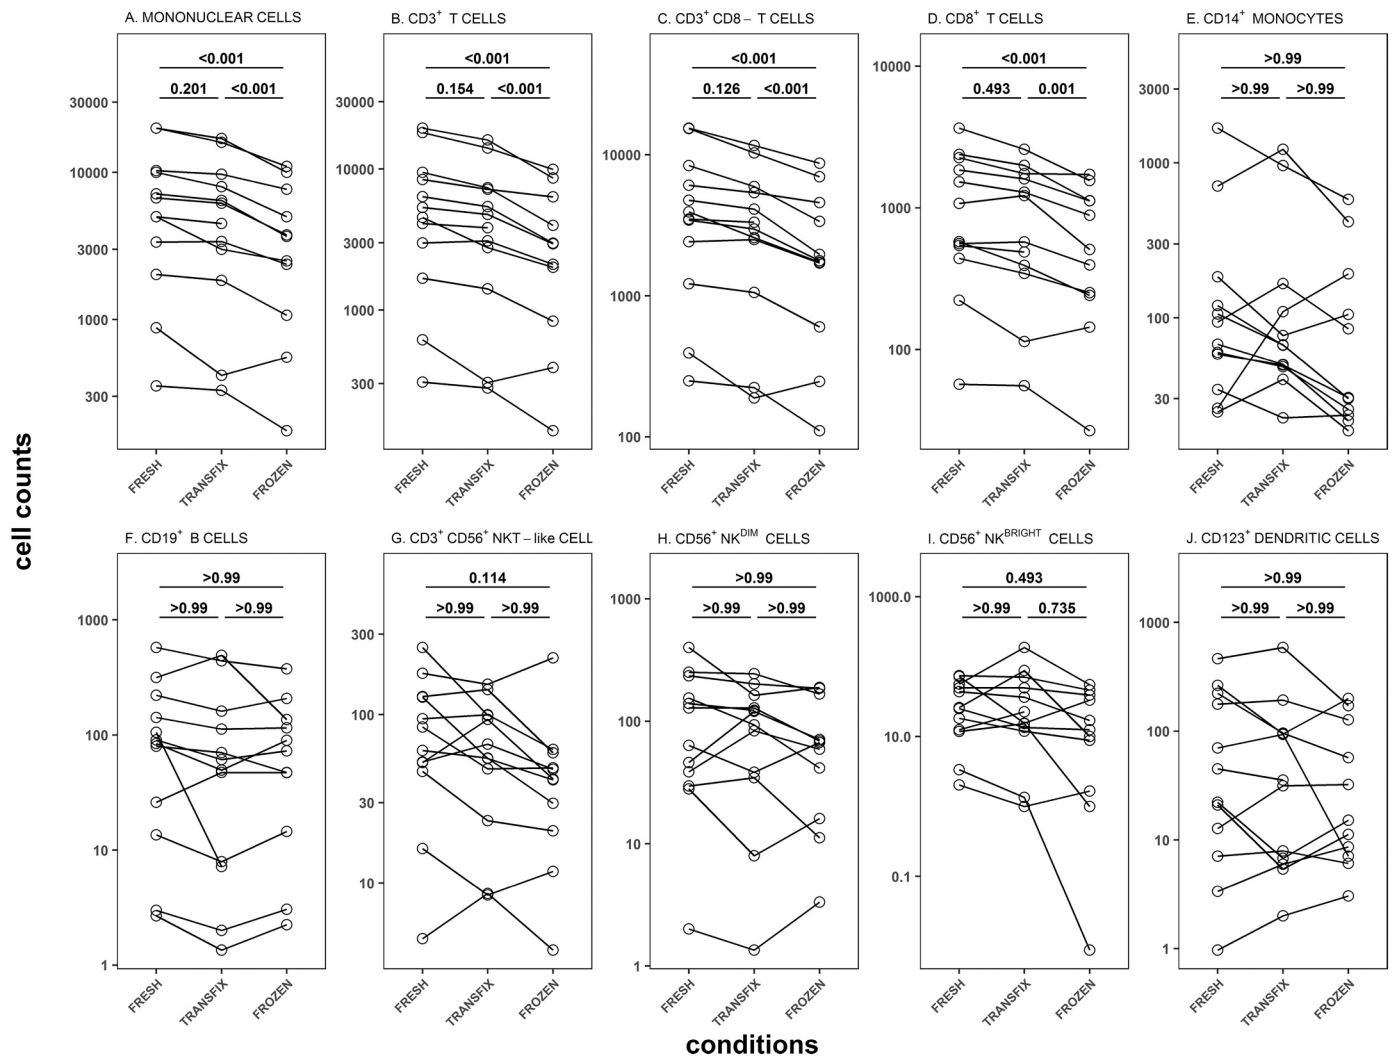 A. MONONUCLEAR CELLS
<0.001
0.201 <0.001
30000
10000
3000
1000
300
FRESH TRANSFIX FROZEN
B. CD3+ T CELLS
<0.001
0.154 <0.001
30000
10000
3000
1000
300
FRESH TRANSFIX FROZEN
C. CD3+ CD8 – T CELLS
<0.001
0.126 <0.001
10000
1000
100
FRESH TRANSFIX FROZEN
D. CD8+ T CELLS
<0.001
0.493 0.001
10000
1000
100
FRESH TRANSFIX FROZEN
E. CD14+ MONOCYTES
>0.99
>0.99 >0.99
3000
1000
300
100
30
FRESH TRANSFIX FROZEN
cell counts
F. CD19+ B CELLS
>0.99
>0.99 >0.99
1000
100
10
1
FRESH TRANSFIX FROZEN
G. CD3+ CD56+ NKT – like CELL
0.114
>0.99 >0.99
300
100
30
10
FRESH TRANSFIX FROZEN
H. CD56+ NKDIM CELLS
>0.99
>0.99 >0.99
1000
100
10
1
FRESH TRANSFIX FROZEN
I. CD56+ NKBRIGHT CELLS
0.493
>0.99 0.735
1000.0
10.0
0.1
FRESH TRANSFIX FROZEN
J. CD123+ DENDRITIC CELLS
>0.99
>0.99 >0.99
1000
100
10
1
FRESH TRANSFIX FROZEN
conditions